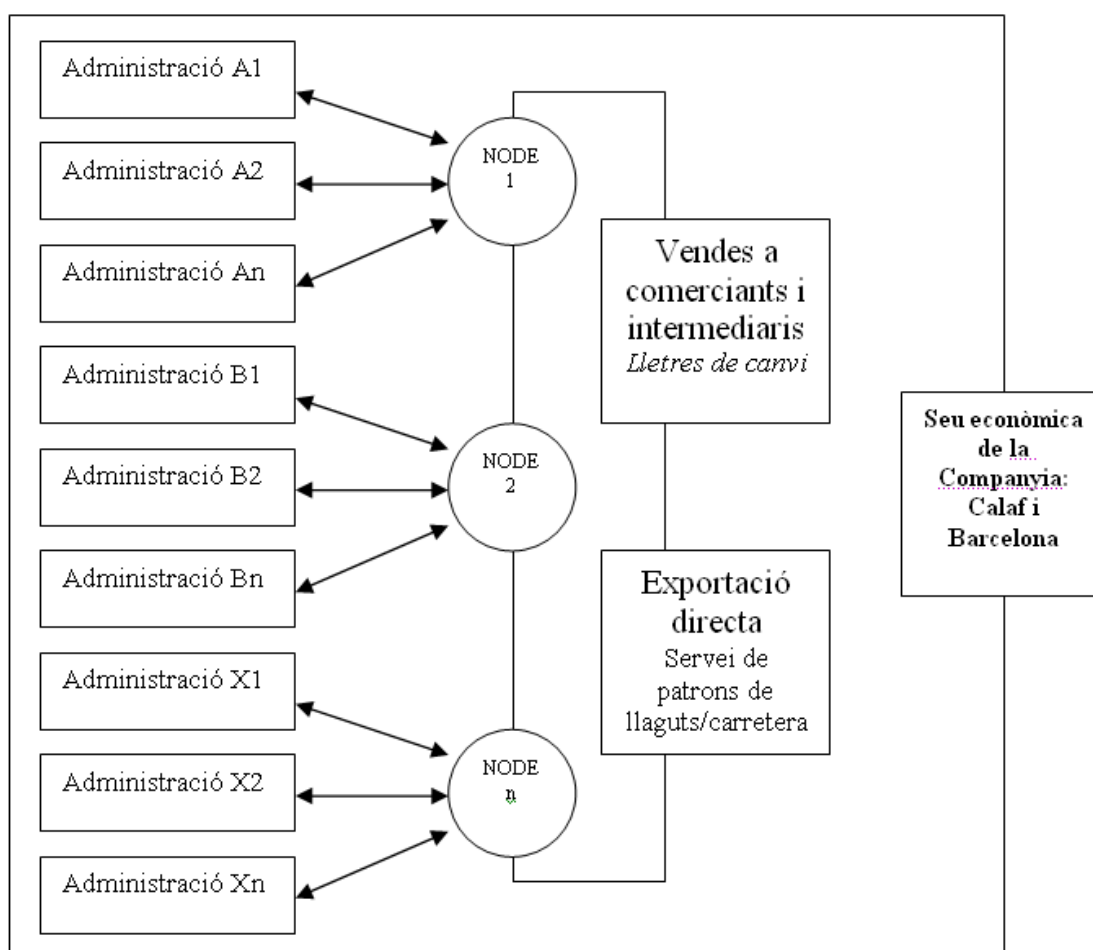 Administració A1
Administració A2
Administració An
Administració B1
Administració B2
Administració Bn
Administració X1
Administració X2
Administració Xn
NODE
1
NODE
2
NODE
n
Vendes a
comerciants i
intermediaris
Lletres de canvi
Exportació
directa
Servei de
patrons de
llaguts/carretera
Seu econòmica
de la
Companyia:
Calaf i
Barcelona